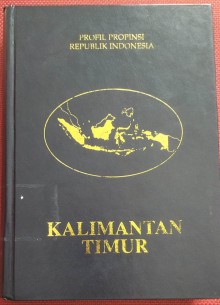 PROFIL PROPINSI
REPUBLIK INDONESIA
KALIMANTAN
TIMUR